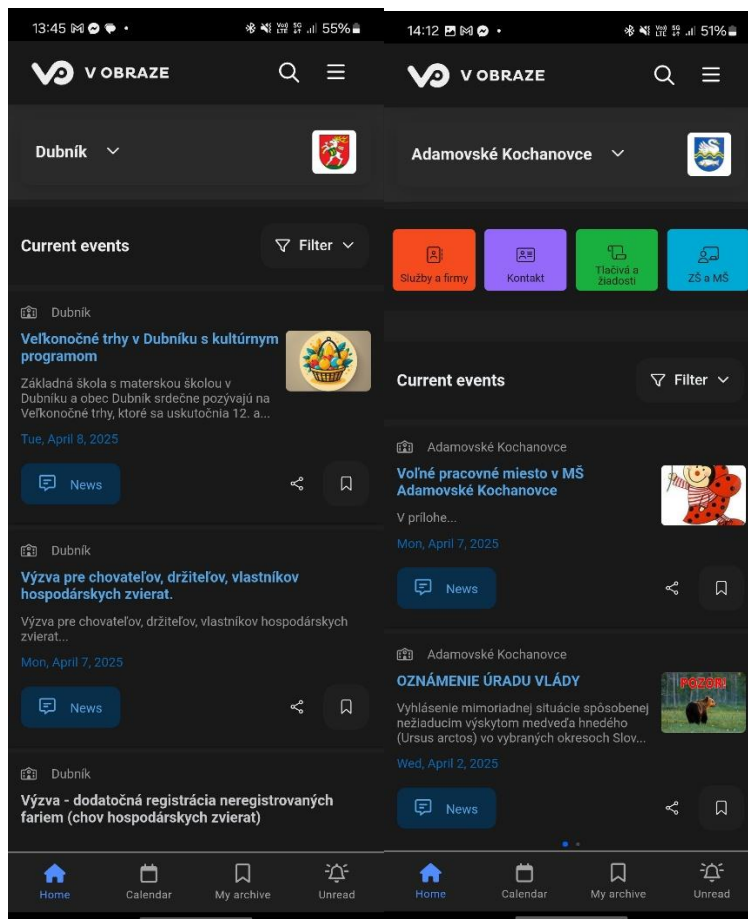 13:45
Vo)) 5G
LTE
55%
V OBRAZE
Dubník
Current events
Filter
Dubník
Veľkonočné trhy v Dubníku s kultúrnym
programom
Základná škola s materskou školou v
Dubníku a obec Dubník srdečne pozývajú na
Veľkonočné trhy, ktoré sa uskutočnia 12. a...
Tue, April 8, 2025
News
Dubník
Výzva pre chovateľov, držiteľov, vlastníkov
hospodárskych zvierat.
Výzva pre chovateľov, držiteľov, vlastníkov hospodárskych
zvierat...
Mon, April 7, 2025
News
Dubník
Výzva - dodatočná registrácia neregistrovaných
fariem (chov hospodárskych zvierat)
Home
Calendar
My archive
Unread
14:12
Vo)) 5G
LTE
51%
V OBRAZE
Adamovské Kochanovce
Služby a firmy
Kontakt
Tlačivá a
žiadosti
ZŠ a MŠ
Current events
Filter
Adamovské Kochanovce
Voľné pracovné miesto v MŠ
Adamovské Kochanovce
V prílohe...
Mon, April 7, 2025
News
Adamovské Kochanovce
OZNÁMENIE ÚRADU VLÁDY
POZOR!
Vyhlásenie mimoriadnej situácie spôsobenej
nežiaducim výskytom medveďa hnedého
(Ursus arctos) vo vybraných okresoch Slov...
Wed, April 2, 2025
News
Home
Calendar
My archive
Unread